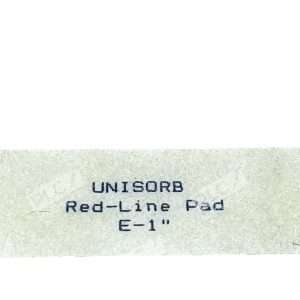 UNISORB
Red-Line Pad
E-1"